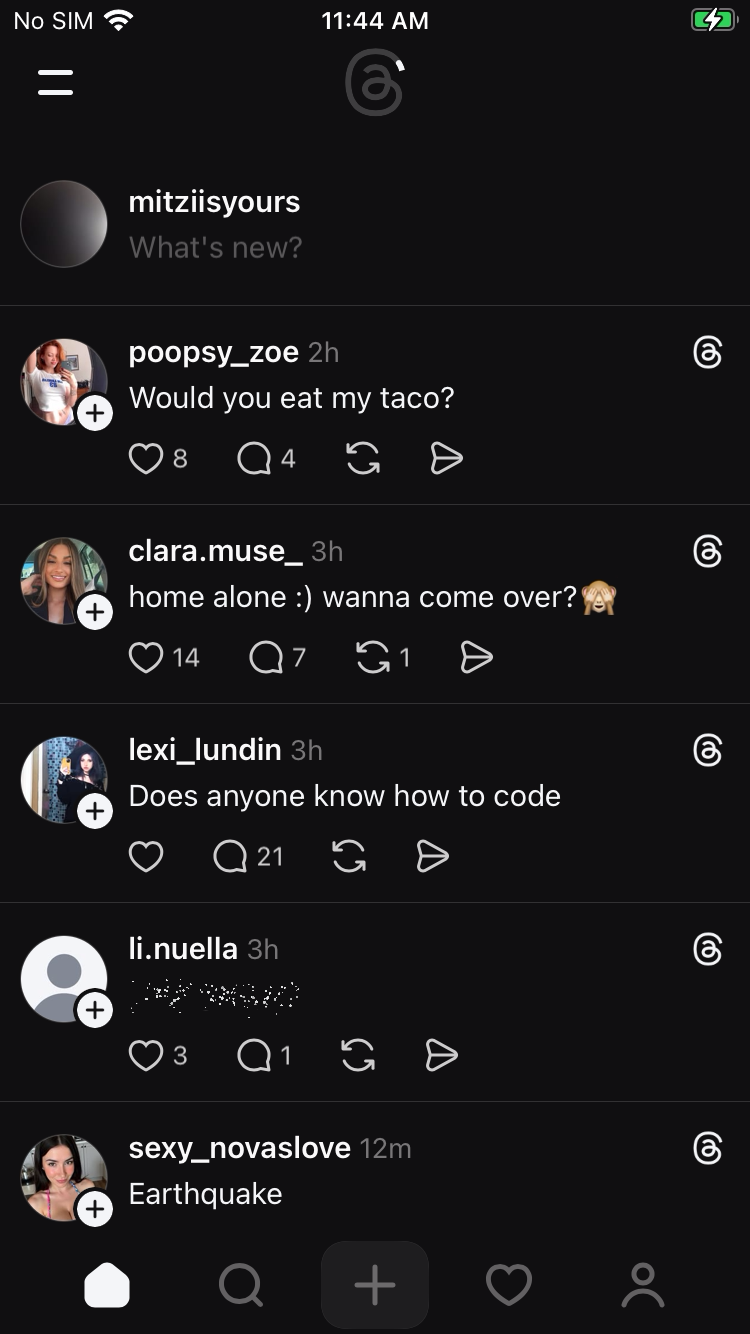 No SIM 11:44 AM
mitziisyours
What's new?
poopsy_zoe 2h
Would you eat my taco?
8 4
clara.muse_ 3h
home alone :) wanna come over?🙈
14 7 1
lexi_lundin 3h
Does anyone know how to code
21
li.nuella 3h
3 1
sexy_novaslove 12m
Earthquake